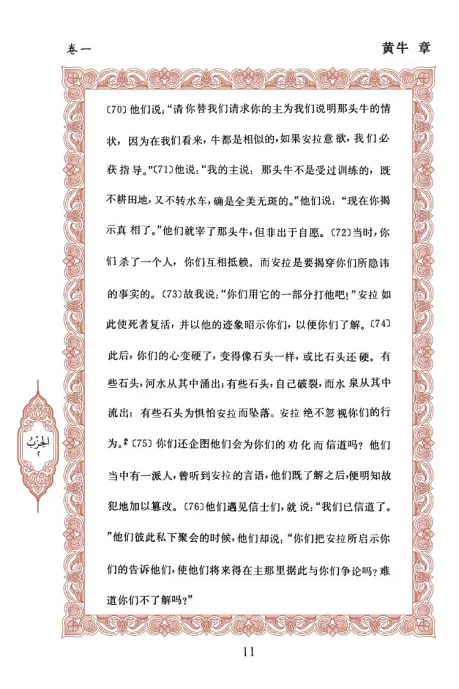 卷一
黄牛 章
(70)他们说:“请你替我们请求你的主为我们说明那头牛的情
状，因为在我们看来，牛都是相似的，如果安拉意欲，我们必
获指导。”(71)他说：“我的主说：那头牛不是受过训练的，既
不耕田地，又不转水车，确是全美无斑的。”他们说：“现在你揭
示真相了。”他们就宰了那头牛，但非出于自愿。(72)当时，你
们杀了一个人，你们互相抵赖。而安拉是要揭穿你们所隐讳
的事实的。(73)故我说：“你们用它的一部分打他吧！”安拉如
此使死者复活，并以他的迹象昭示你们，以便你们了解。(74)
此后，你们的心变硬了，变得像石头一样，或比石头还硬。有
些石头，河水从其中涌出；有些石头，自己破裂，而水泉从其中
流出；有些石头为惧怕安拉而坠落。安拉绝不忽视你们的行
为。(75)你们还企图他们会为你们的劝化而信道吗？他们
当中有一派人，曾听到安拉的言语，他们既了解之后，便明知故
犯地加以篡改。(76)他们遇见信士们，就说：“我们已信道了。
”他们彼此私下聚会的时候，他们却说：“你们把安拉所启示你
们的告诉他们，使他们将来得在主那里据此与你们争论吗？难
道你们不了解吗？”
الحزب
٢
11